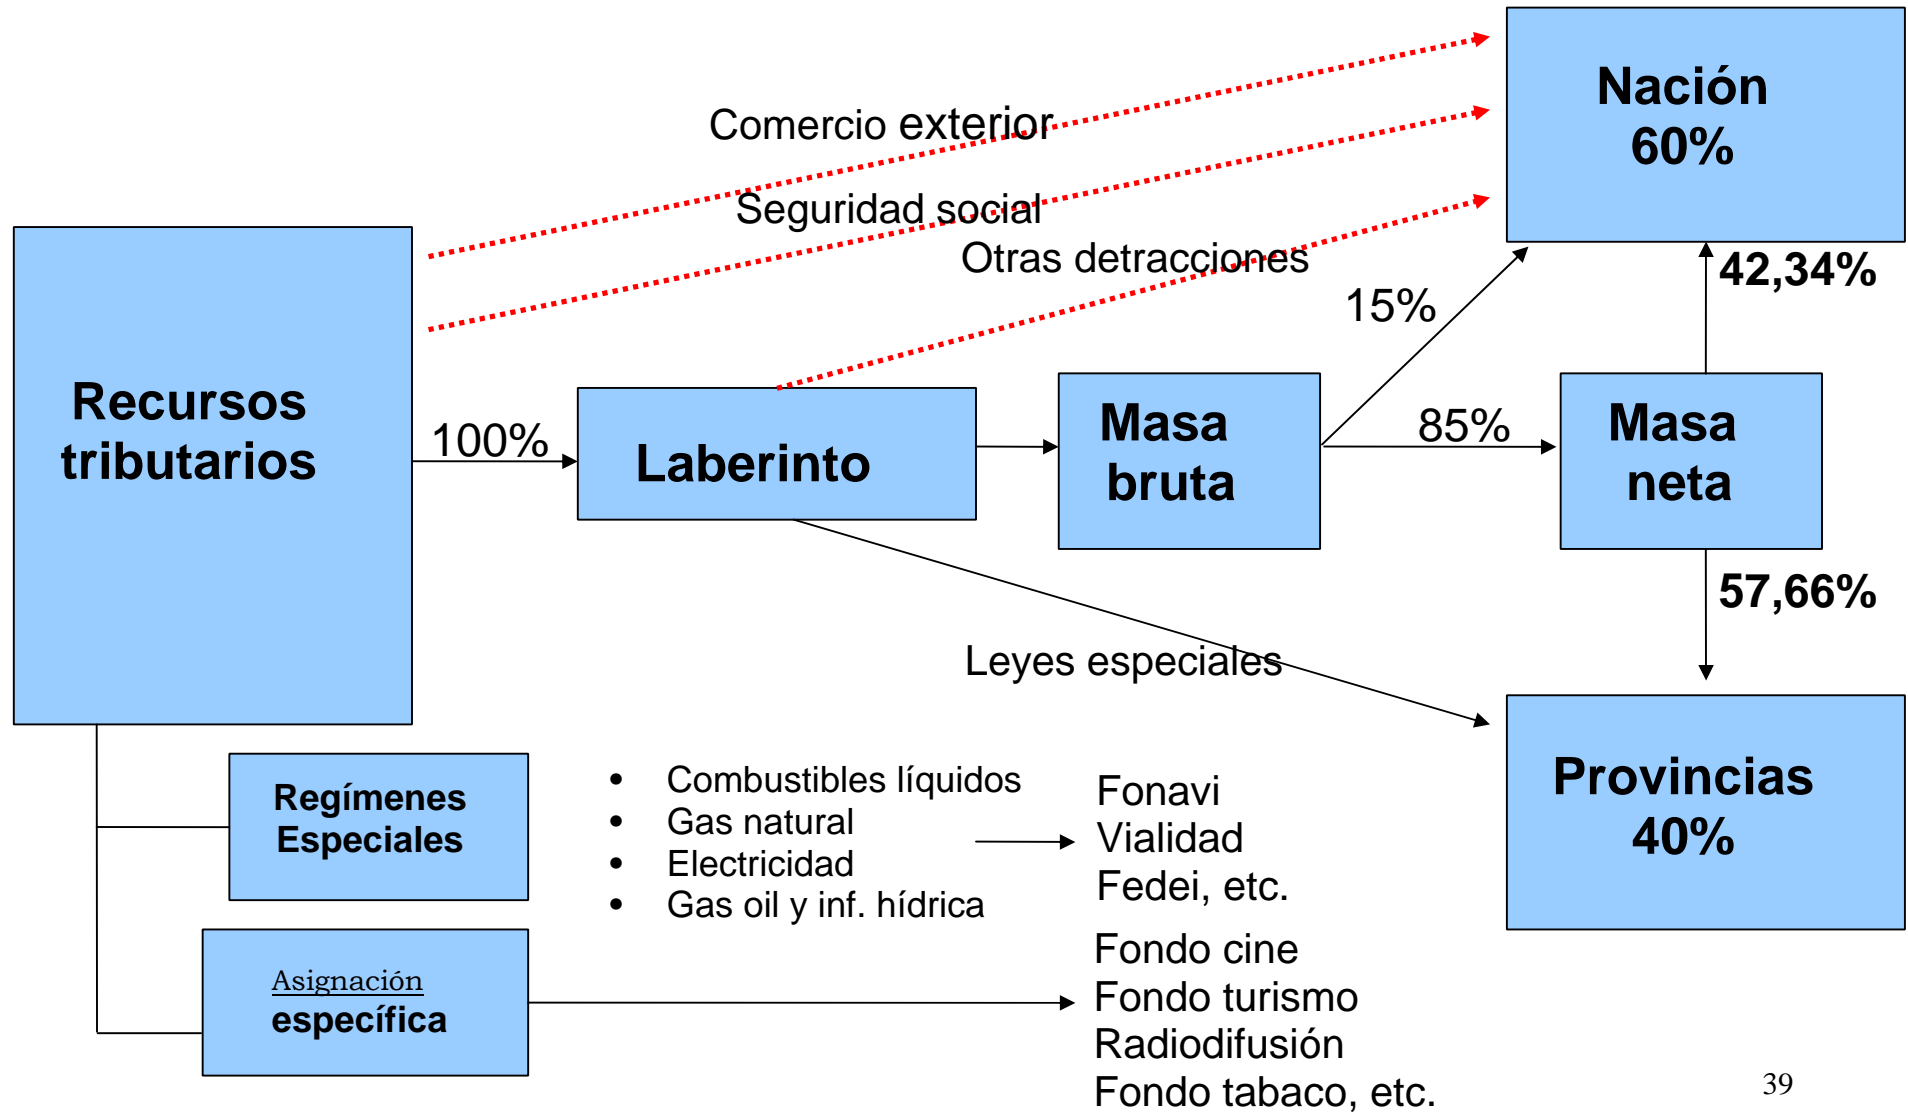 Nación
60%
Comercio exterior
Seguridad social
Otras detracciones
42,34%
15%
Recursos
tributarios
100%
Laberinto
Masa
bruta
85%
Masa
neta
57,66%
Leyes especiales
Provincias
40%
Regímenes
Especiales
• Combustibles líquidos
• Gas natural
• Electricidad
• Gas oil y inf. hídrica
Fonavi
Vialidad
Fedei, etc.
Asignación
específica
Fondo cine
Fondo turismo
Radiodifusión
Fondo tabaco, etc.
39